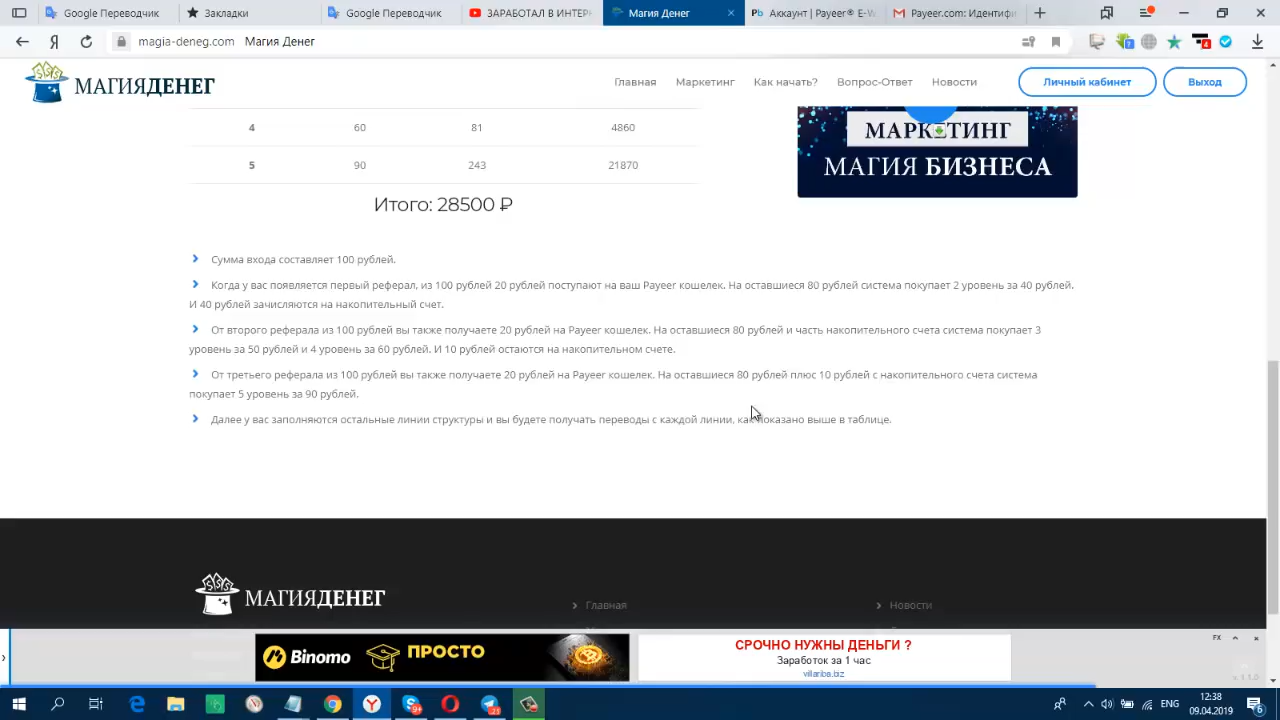 Google Переводчик
Закладки
Google Переводчик
ЗАРАБОТАЛ В ИНТЕРН
Магия Денег
Аккаунт | Payeer® E-W
Payeer.com: Идентифи
magia-deneg.com Магия Денег
МАГИЯДЕНЕГ
Главная
Маркетинг
Как начать?
Вопрос-Ответ
Новости
Личный кабинет
Выход
4 60 81 4860
5 90 243 21870
Итого: 28500 ₽
МАРКЕТИНГ
МАГИЯ БИЗНЕСА
Сумма входа составляет 100 рублей.
Когда у вас появляется первый реферал, из 100 рублей 20 рублей поступают на ваш Payeer кошелек. На оставшиеся 80 рублей система покупает 2 уровень за 40 рублей.
И 40 рублей зачисляются на накопительный счет.
От второго реферала из 100 рублей вы также получаете 20 рублей на Payeer кошелек. На оставшиеся 80 рублей и часть накопительного счета система покупает 3
уровень за 50 рублей и 4 уровень за 60 рублей. И 10 рублей остаются на накопительном счете.
От третьего реферала из 100 рублей вы также получаете 20 рублей на Payeer кошелек. На оставшиеся 80 рублей плюс 10 рублей с накопительного счета система
покупает 5 уровень за 90 рублей.
Далее у вас заполняются остальные линии структуры и вы будете получать переводы с каждой линии, как показано выше в таблице.
МАГИЯДЕНЕГ
Главная
Новости
Binomo
ПРОСТО
СРОЧНО НУЖНЫ ДЕНЬГИ ?
Заработок за 1 час
villariba.biz
FX
v. 1.1.0
ENG
12:38
09.04.2019